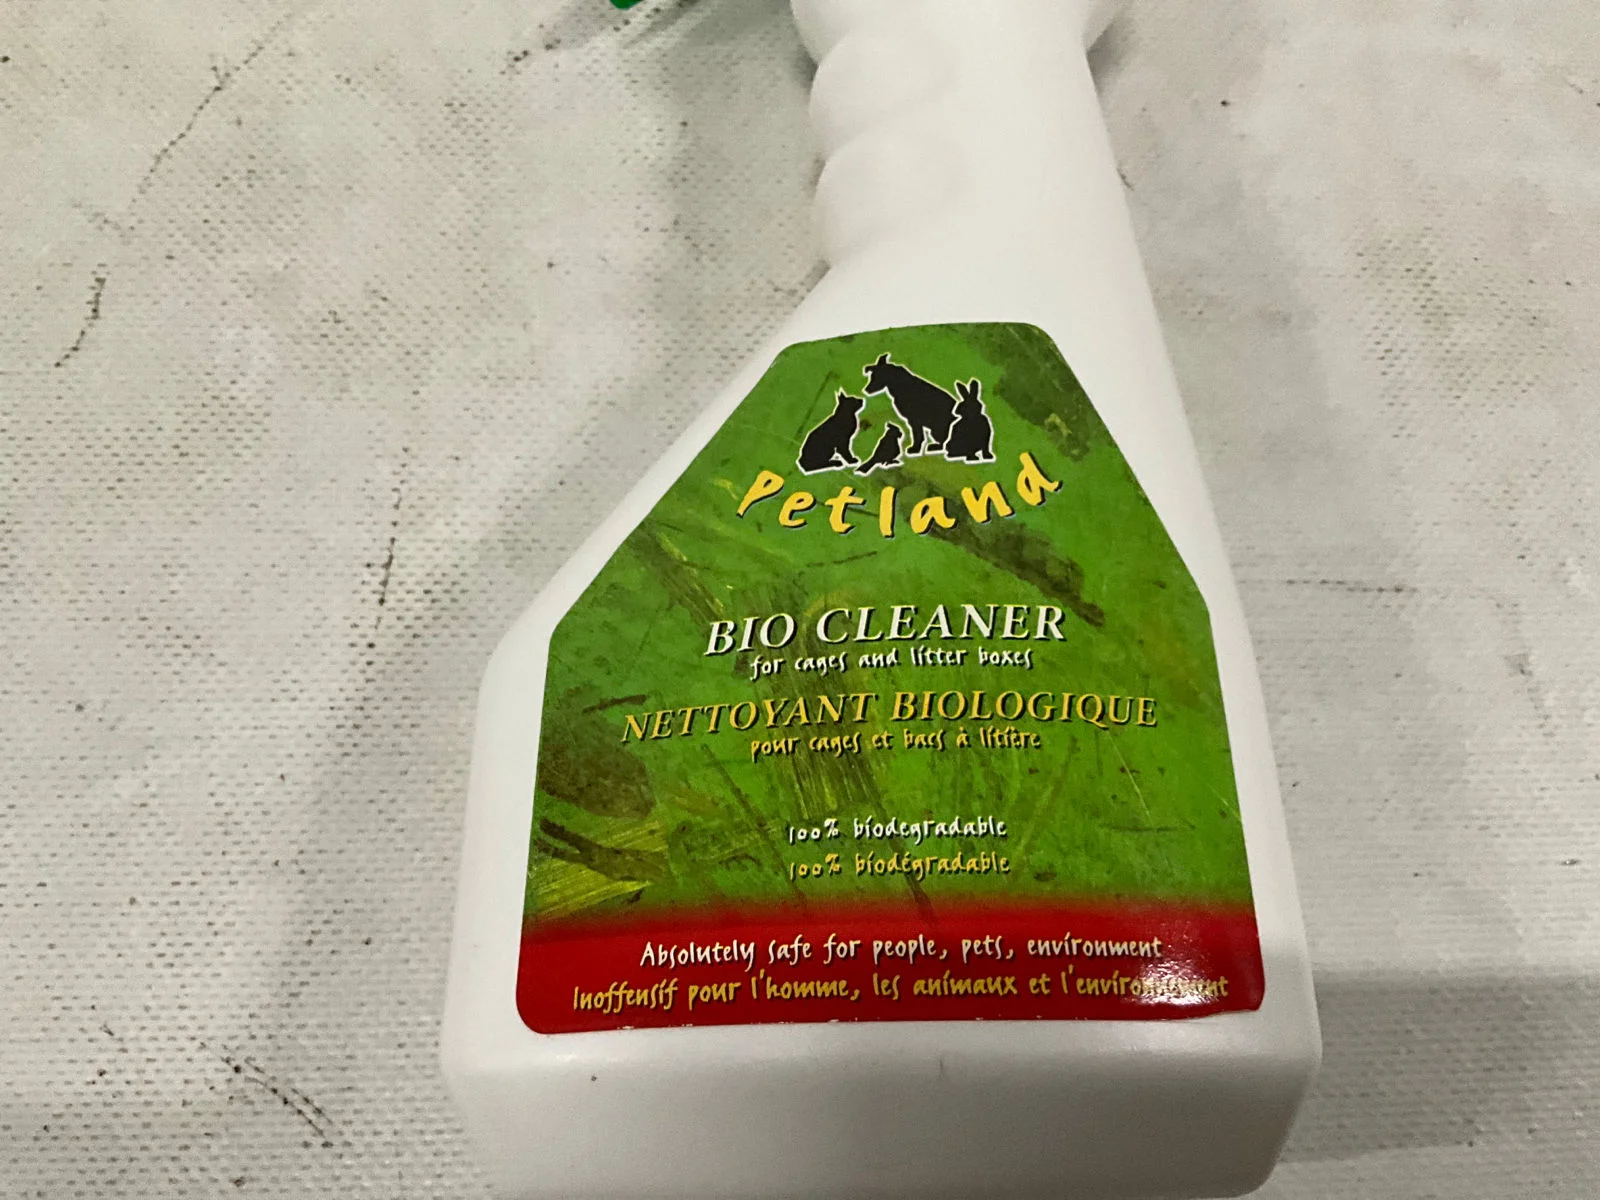 Petland
BIO CLEANER
for cages and litter boxes
NETTOYANT BIOLOGIQUE
pour cages et bacs à litière
100% biodegradable
100% biodégradable
Absolutely safe for people, pets, environment
Inoffensif pour l'homme, les animaux et l'environnement